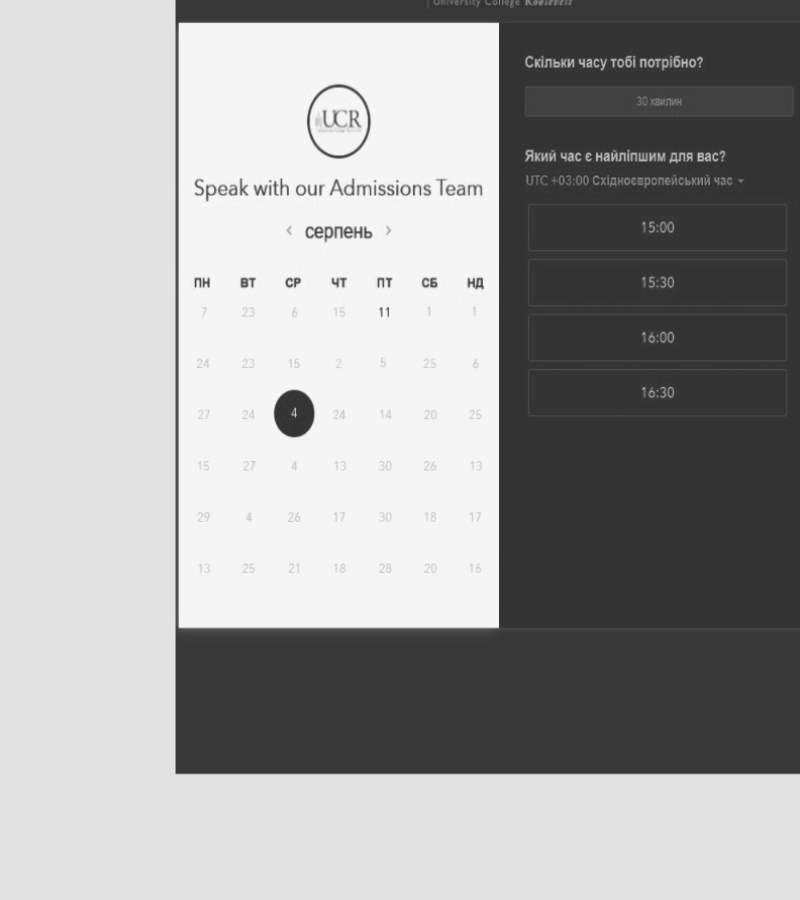 | University College Roosevelt
UCR
Speak with our Admissions Team
‹ серпень ›
ПН ВТ СР ЧТ ПТ СБ НД
7 23 6 15 11 1 1
24 23 15 2 5 25 6
27 24 4 24 14 20 25
15 27 4 13 30 26 13
29 4 26 17 30 18 17
13 25 21 18 28 20 16
Скільки часу тобі потрібно?
30 хвилин
Який час є найліпшим для вас?
UTC +03:00 Східноєвропейський час
15:00
15:30
16:00
16:30